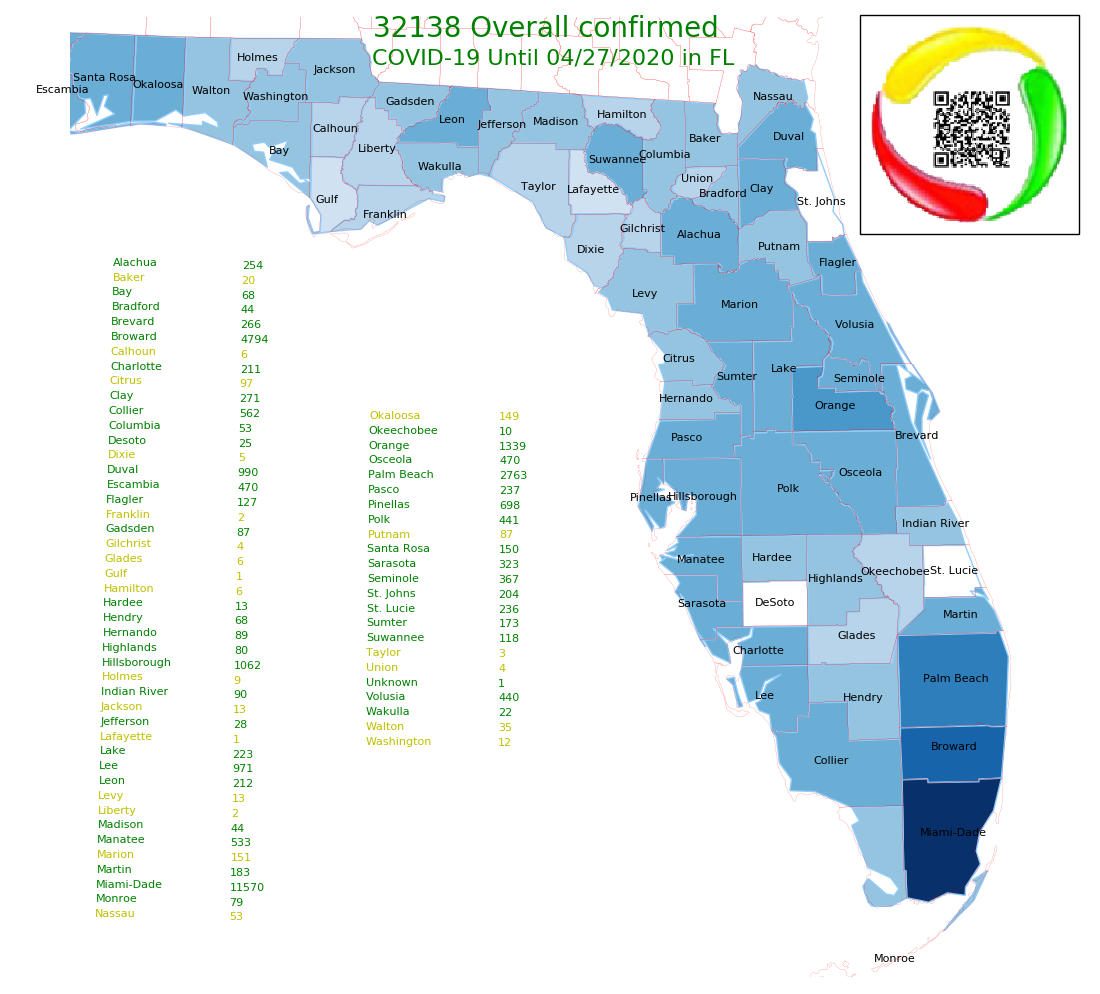 32138 Overall confirmed
COVID-19 Until 04/27/2020 in FL
Holmes
Jackson
Santa Rosa
Okaloosa
Escambia
Walton
Washington
Nassau
Gadsden
Hamilton
Leon
Jefferson
Madison
Calhoun
Duval
Baker
Bay
Liberty
Suwannee
Columbia
Wakulla
Union
Taylor
Lafayette
Bradford
Clay
Gulf
St. Johns
Franklin
Gilchrist
Alachua
Dixie
Putnam
Flagler
Levy
Marion
Volusia
Citrus
Sumter
Lake
Seminole
Hernando
Orange
Pasco
Brevard
Osceola
Pinellas
Hillsborough
Polk
Indian River
Manatee
Hardee
Highlands
Okeechobee
St. Lucie
Sarasota
DeSoto
Martin
Glades
Charlotte
Palm Beach
Lee
Hendry
Broward
Collier
Miami-Dade
Monroe
Alachua 254
Baker 20
Bay 68
Bradford 44
Brevard 266
Broward 4794
Calhoun 6
Charlotte 211
Citrus 97
Clay 271
Collier 562
Columbia 53
Desoto 25
Dixie 5
Duval 990
Escambia 470
Flagler 127
Franklin 2
Gadsden 87
Gilchrist 4
Glades 6
Gulf 1
Hamilton 6
Hardee 13
Hendry 68
Hernando 89
Highlands 80
Hillsborough 1062
Holmes 9
Indian River 90
Jackson 13
Jefferson 28
Lafayette 1
Lake 223
Lee 971
Leon 212
Levy 13
Liberty 2
Madison 44
Manatee 533
Marion 151
Martin 183
Miami-Dade 11570
Monroe 79
Nassau 53
Okaloosa 149
Okeechobee 10
Orange 1339
Osceola 470
Palm Beach 2763
Pasco 237
Pinellas 698
Polk 441
Putnam 87
Santa Rosa 150
Sarasota 323
Seminole 367
St. Johns 204
St. Lucie 236
Sumter 173
Suwannee 118
Taylor 3
Union 4
Unknown 1
Volusia 440
Wakulla 22
Walton 35
Washington 12